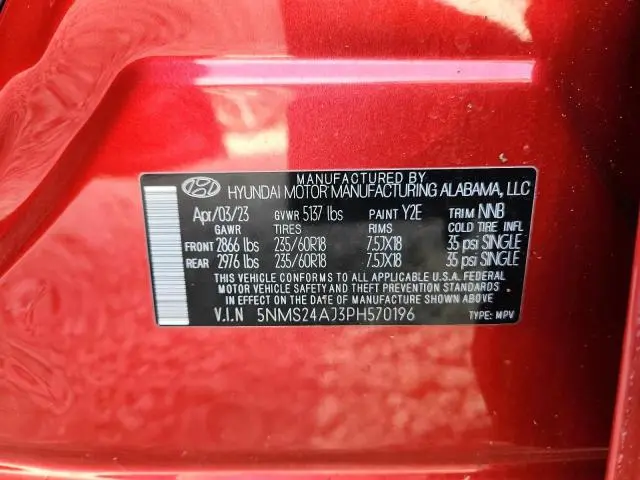 MANUFACTURED BY
HYUNDAI MOTOR MANUFACTURING ALABAMA, LLC
Apr/03/23 GVWR 5137 lbs PAINT Y2E TRIM NNB
GAWR TIRES RIMS COLD TIRE INFL
FRONT 2866 lbs 235/60R18 7.5JX18 35 psi SINGLE
REAR 2976 lbs 235/60R18 7.5JX18 35 psi SINGLE
THIS VEHICLE CONFORMS TO ALL APPLICABLE U.S.A. FEDERAL
MOTOR VEHICLE SAFETY AND THEFT PREVENTION STANDARDS
IN EFFECT ON THE DATE OF MANUFACTURE SHOWN ABOVE.
V.I.N 5NMS24AJ3PH570196 TYPE: MPV